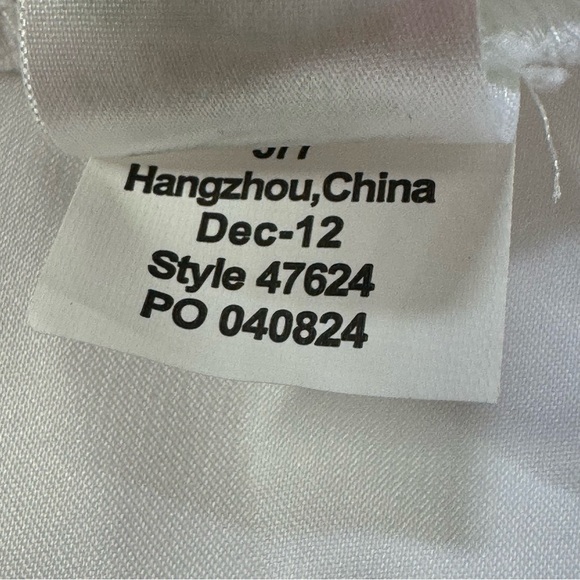 Hangzhou,China
Dec-12
Style 47624
PO 040824